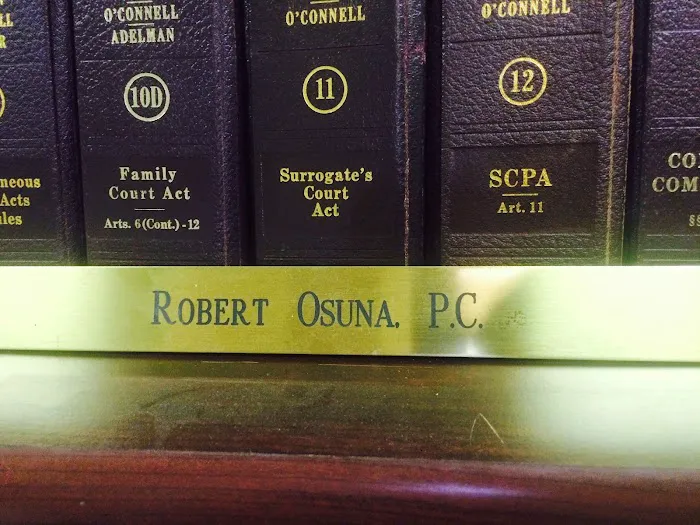 O'CONNELL
ADELMAN
10D
Family
Court Act
Arts. 6 (Cont.) - 12
O'CONNELL
11
Surrogate's
Court
Act
O'CONNELL
12
SCPA
Art. 11
ROBERT OSUNA, P.C.